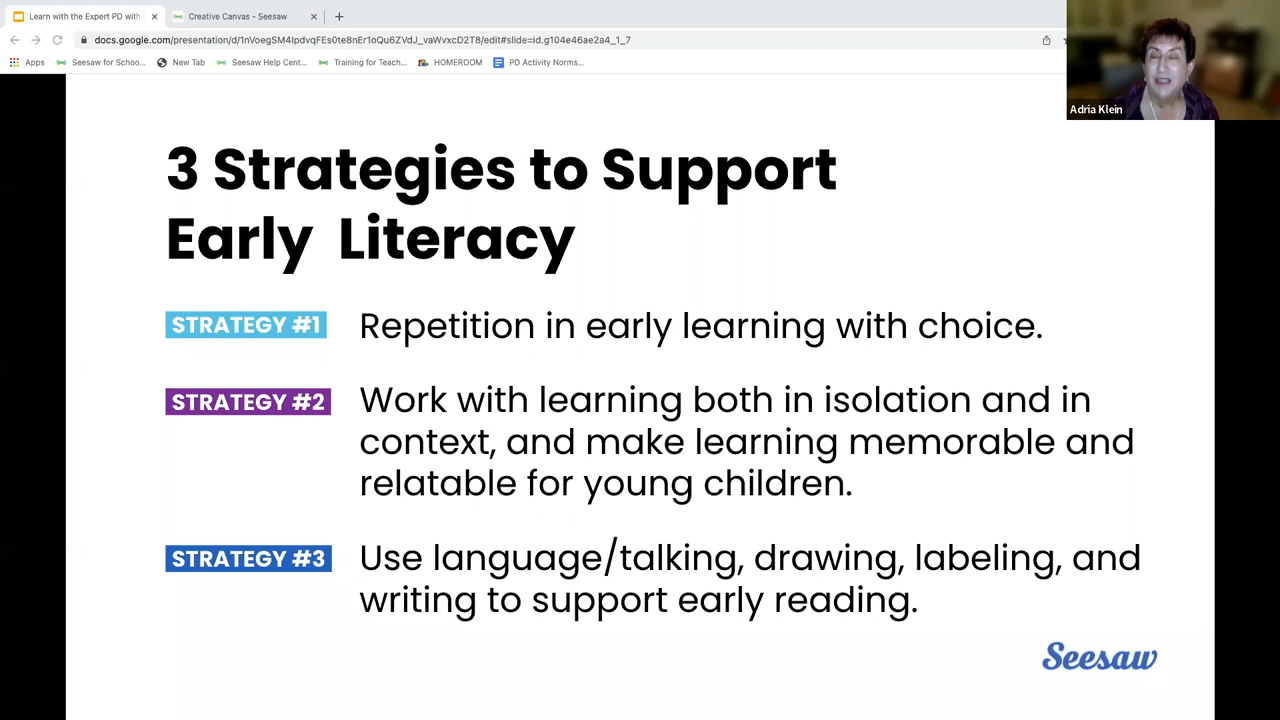 Learn with the Expert PD with
Creative Canvas - Seesaw
docs.google.com/presentation/d/1nVoegSM4lpdvqFEs0te8nEr1oQu6ZVdJ_vaWvxcD2T8/edit#slide=id.g104e46ae2a4_1_7
Apps
Seesaw for Schoo...
New Tab
Seesaw Help Cent...
Training for Teach...
HOMEROOM
PD Activity Norms...
Adria Klein
3 Strategies to Support
Early Literacy
STRATEGY #1
Repetition in early learning with choice.
STRATEGY #2
Work with learning both in isolation and in
context, and make learning memorable and
relatable for young children.
STRATEGY #3
Use language/talking, drawing, labeling, and
writing to support early reading.
Seesaw